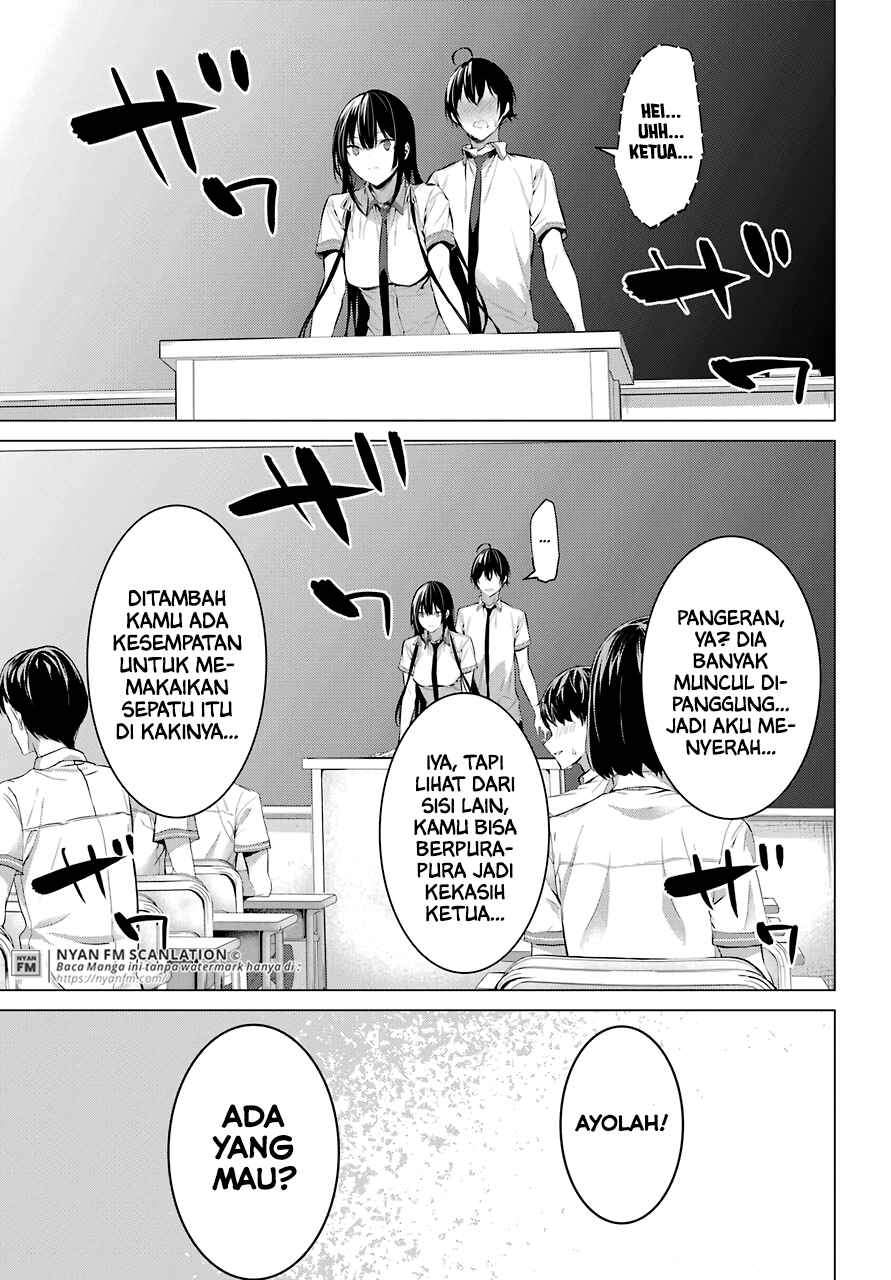 HEI...
UHH...
KETUA...
ザワ
ザワ
ザワ
...
PANGERAN,
YA? DIA
BANYAK
MUNCUL DI-
PANGGUNG...
JADI AKU ME-
NYERAH...
IYA, TAPI
LIHAT DARI
SISI LAIN,
KAMU BISA
BERPURA-
PURA JADI
KEKASIH
KETUA...
DITAMBAH
KAMU ADA
KESEMPATAN
UNTUK ME-
MAKAIKAN
SEPATU ITU
DI KAKINYA...
ザワ
ザワ
NYAN
FM
NYAN FM SCANLATION ©
Baca Manga ini tanpa watermark hanya di :
https://nyanfm.com/
AYOLAH!
ADA
YANG
MAU?